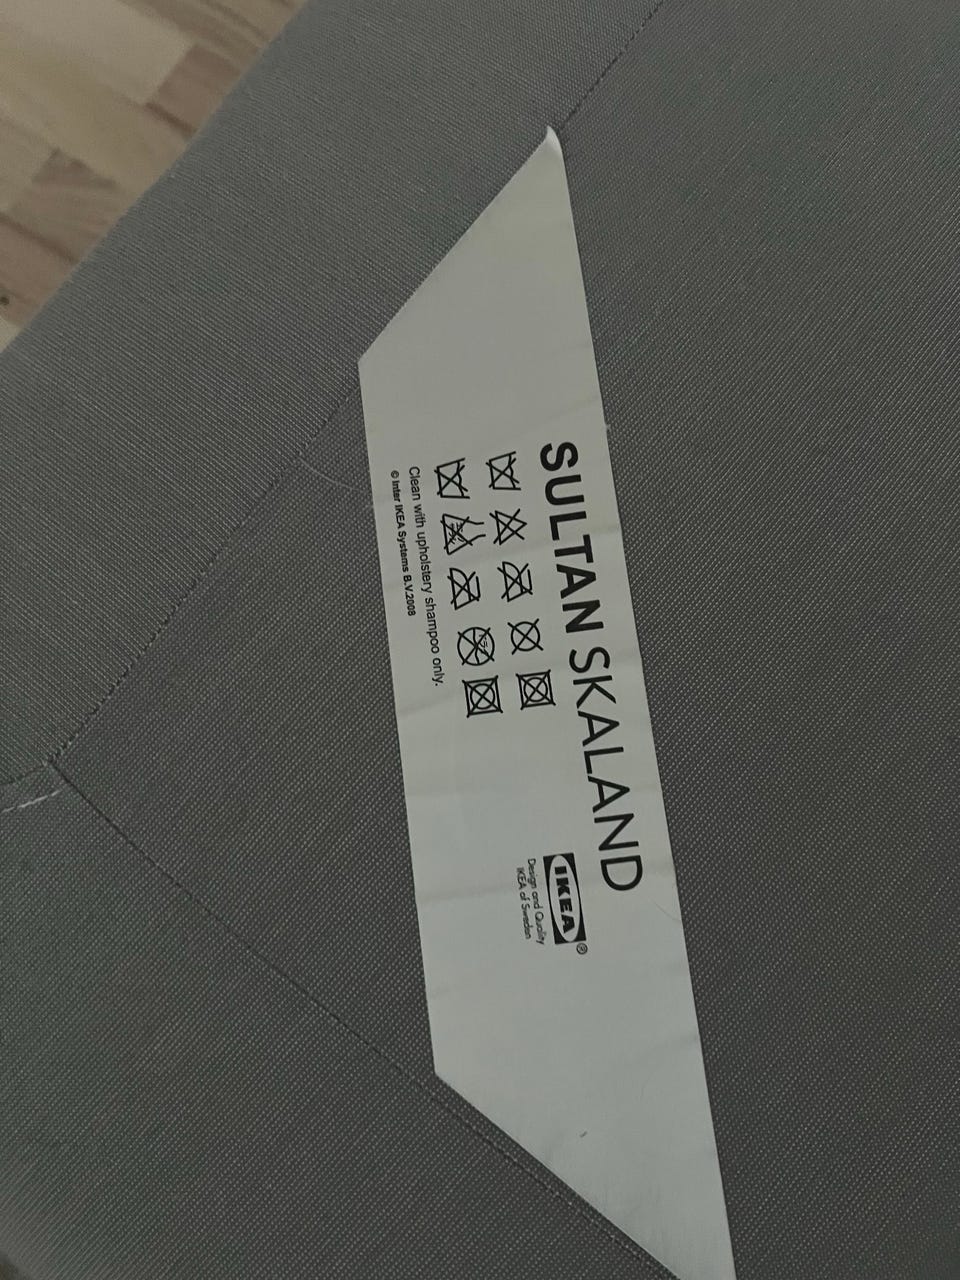 SULTAN SKALAND
Clean with upholstery shampoo only.
© Inter IKEA Systems B.V.2008
IKEA®
Design and Quality
IKEA of Sweden